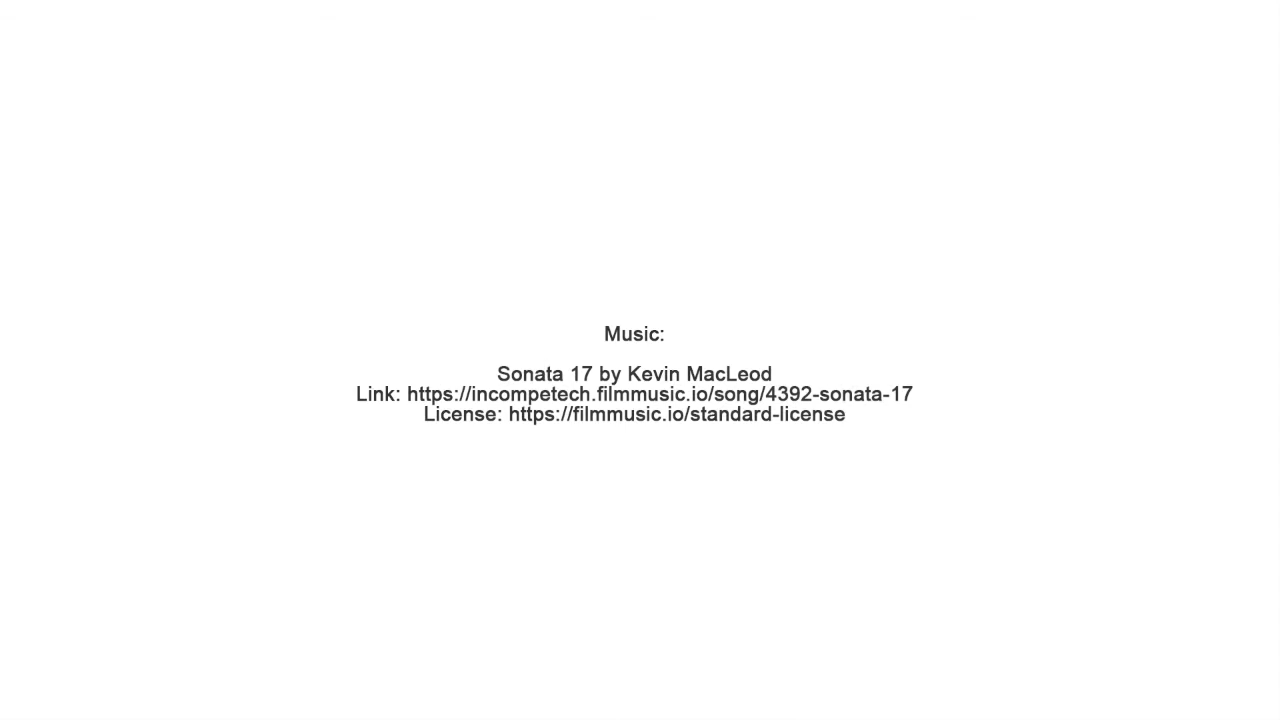 Music:
Sonata 17 by Kevin MacLeod
Link: https://incompetech.filmmusic.io/song/4392-sonata-17
License: https://filmmusic.io/standard-license